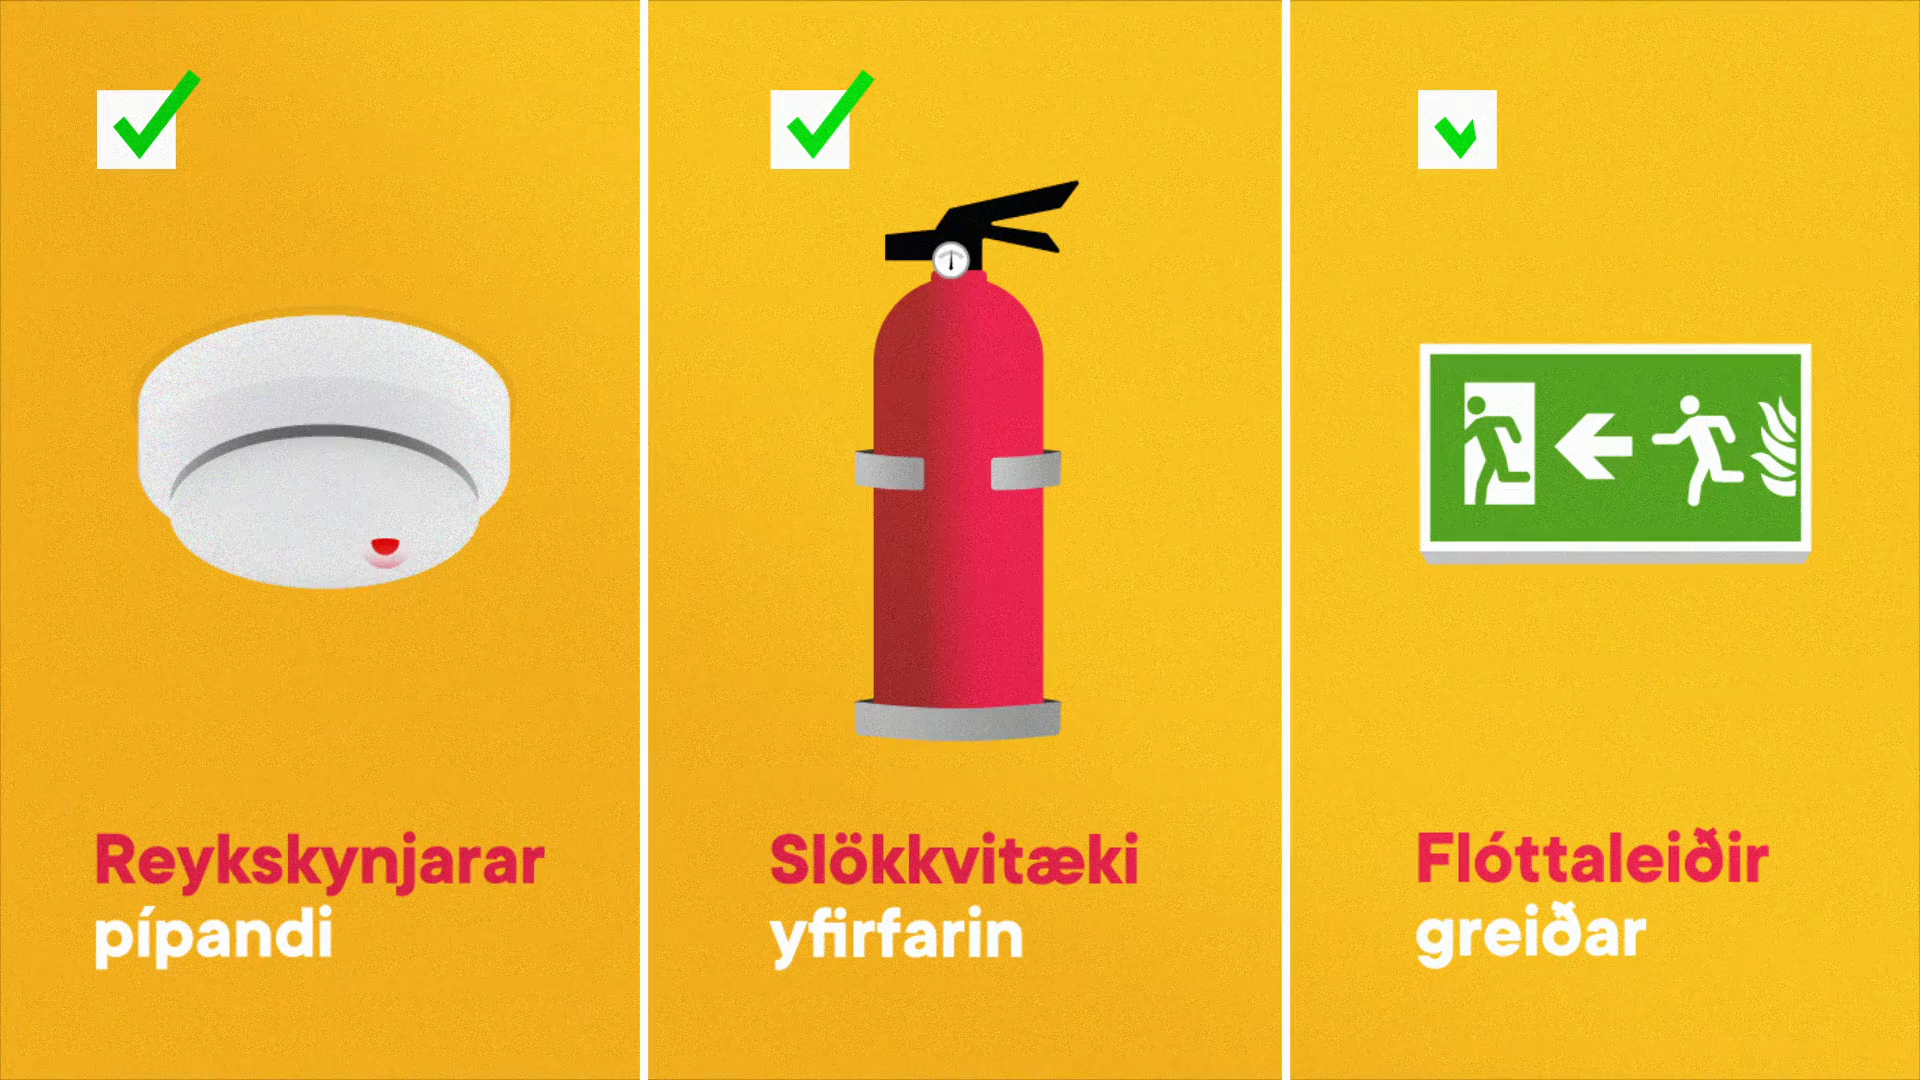 Reykskynjarar
pípandi
Slökkvitæki
yfirfarin
Flóttaleiðir
greiðar